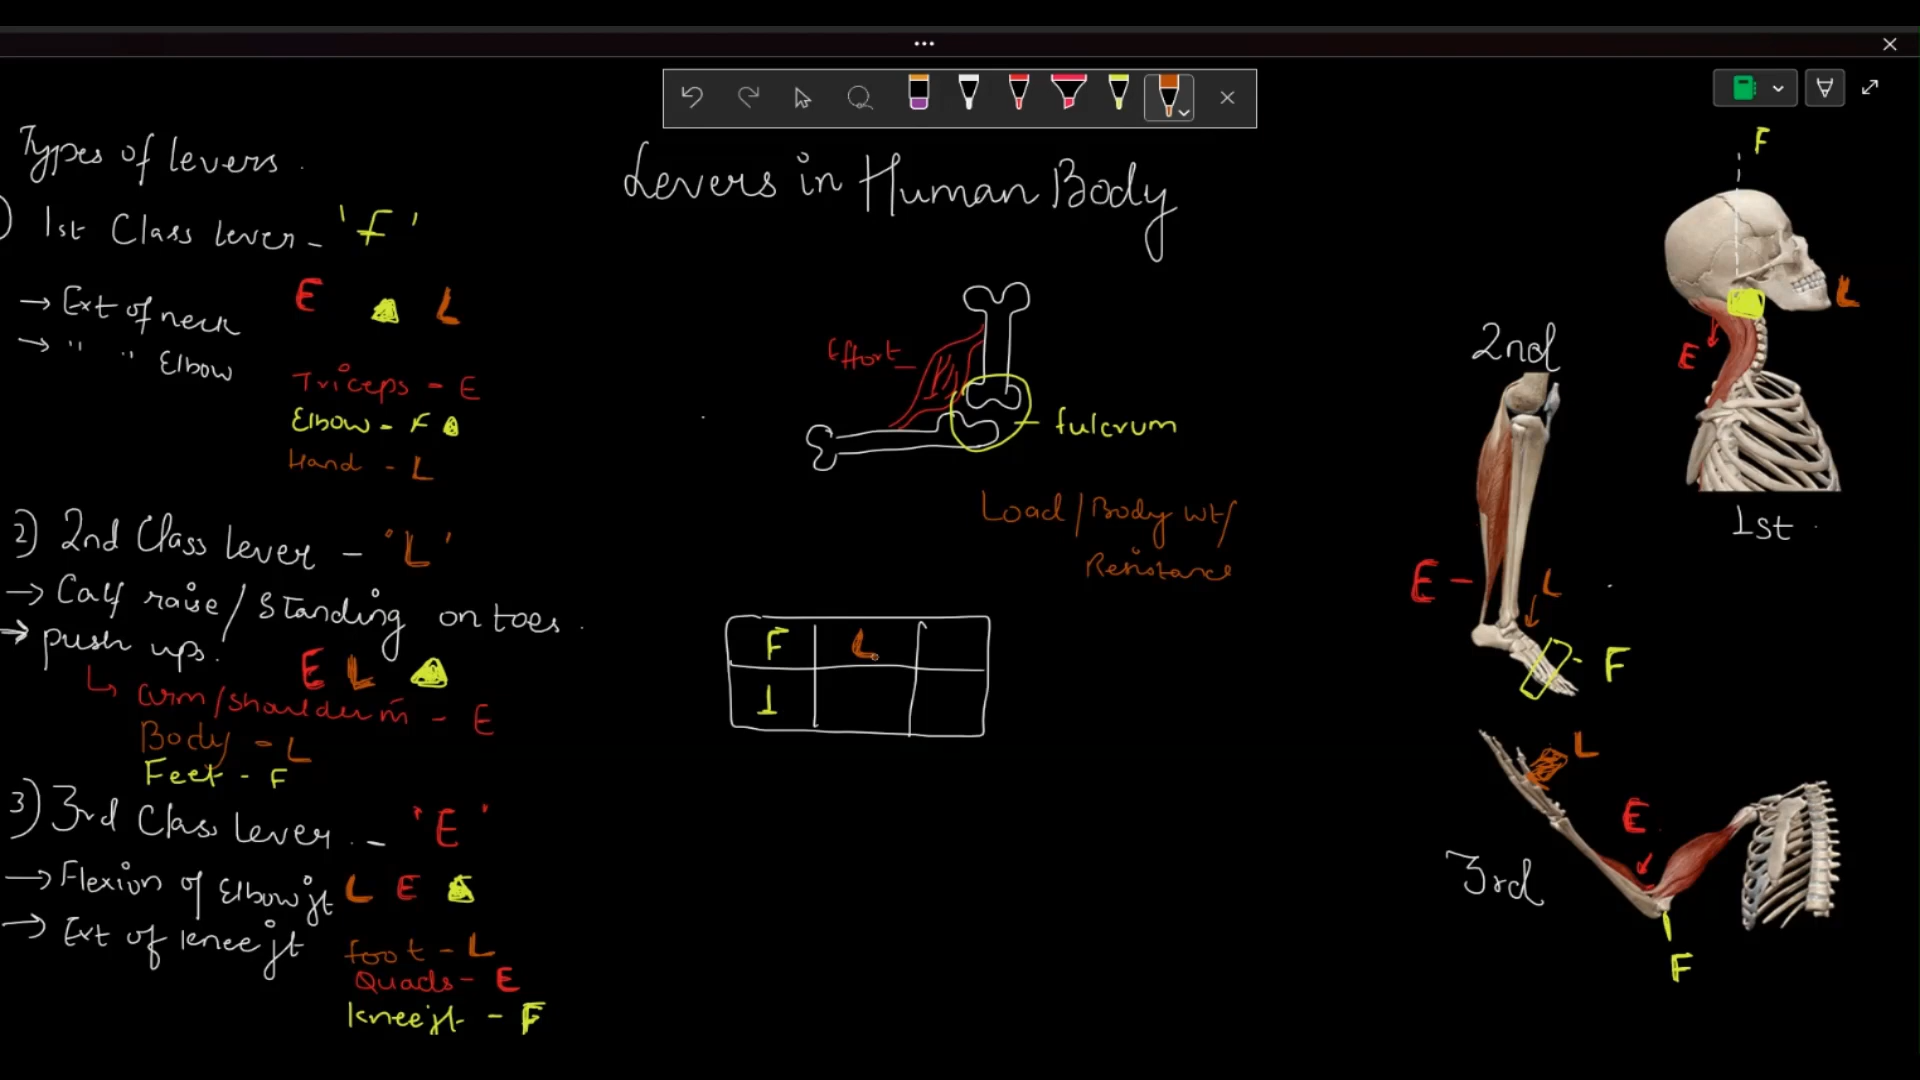 Types of levers.
Levers in Human Body
) 1st Class lever - 'F'
E L
→ Ext of neck
→ " " Elbow
Triceps - E
Elbow - F
Hand - L
2) 2nd Class lever - 'L'
→ Calf raise / Standing on toes.
→ push ups.
E L
↳ arm/shoulder m - E
Body - L
Feet - F
3) 3rd Class lever. - 'E'
→ Flexion of Elbow jt L E
→ Ext of knee jt
foot - L
Quads - E
knee jt - F
Effort
fulcrum
Load / Body wt /
Resistance
F L
1
F
L
E
1st
2nd
E
L
F
L
E
3rd
F